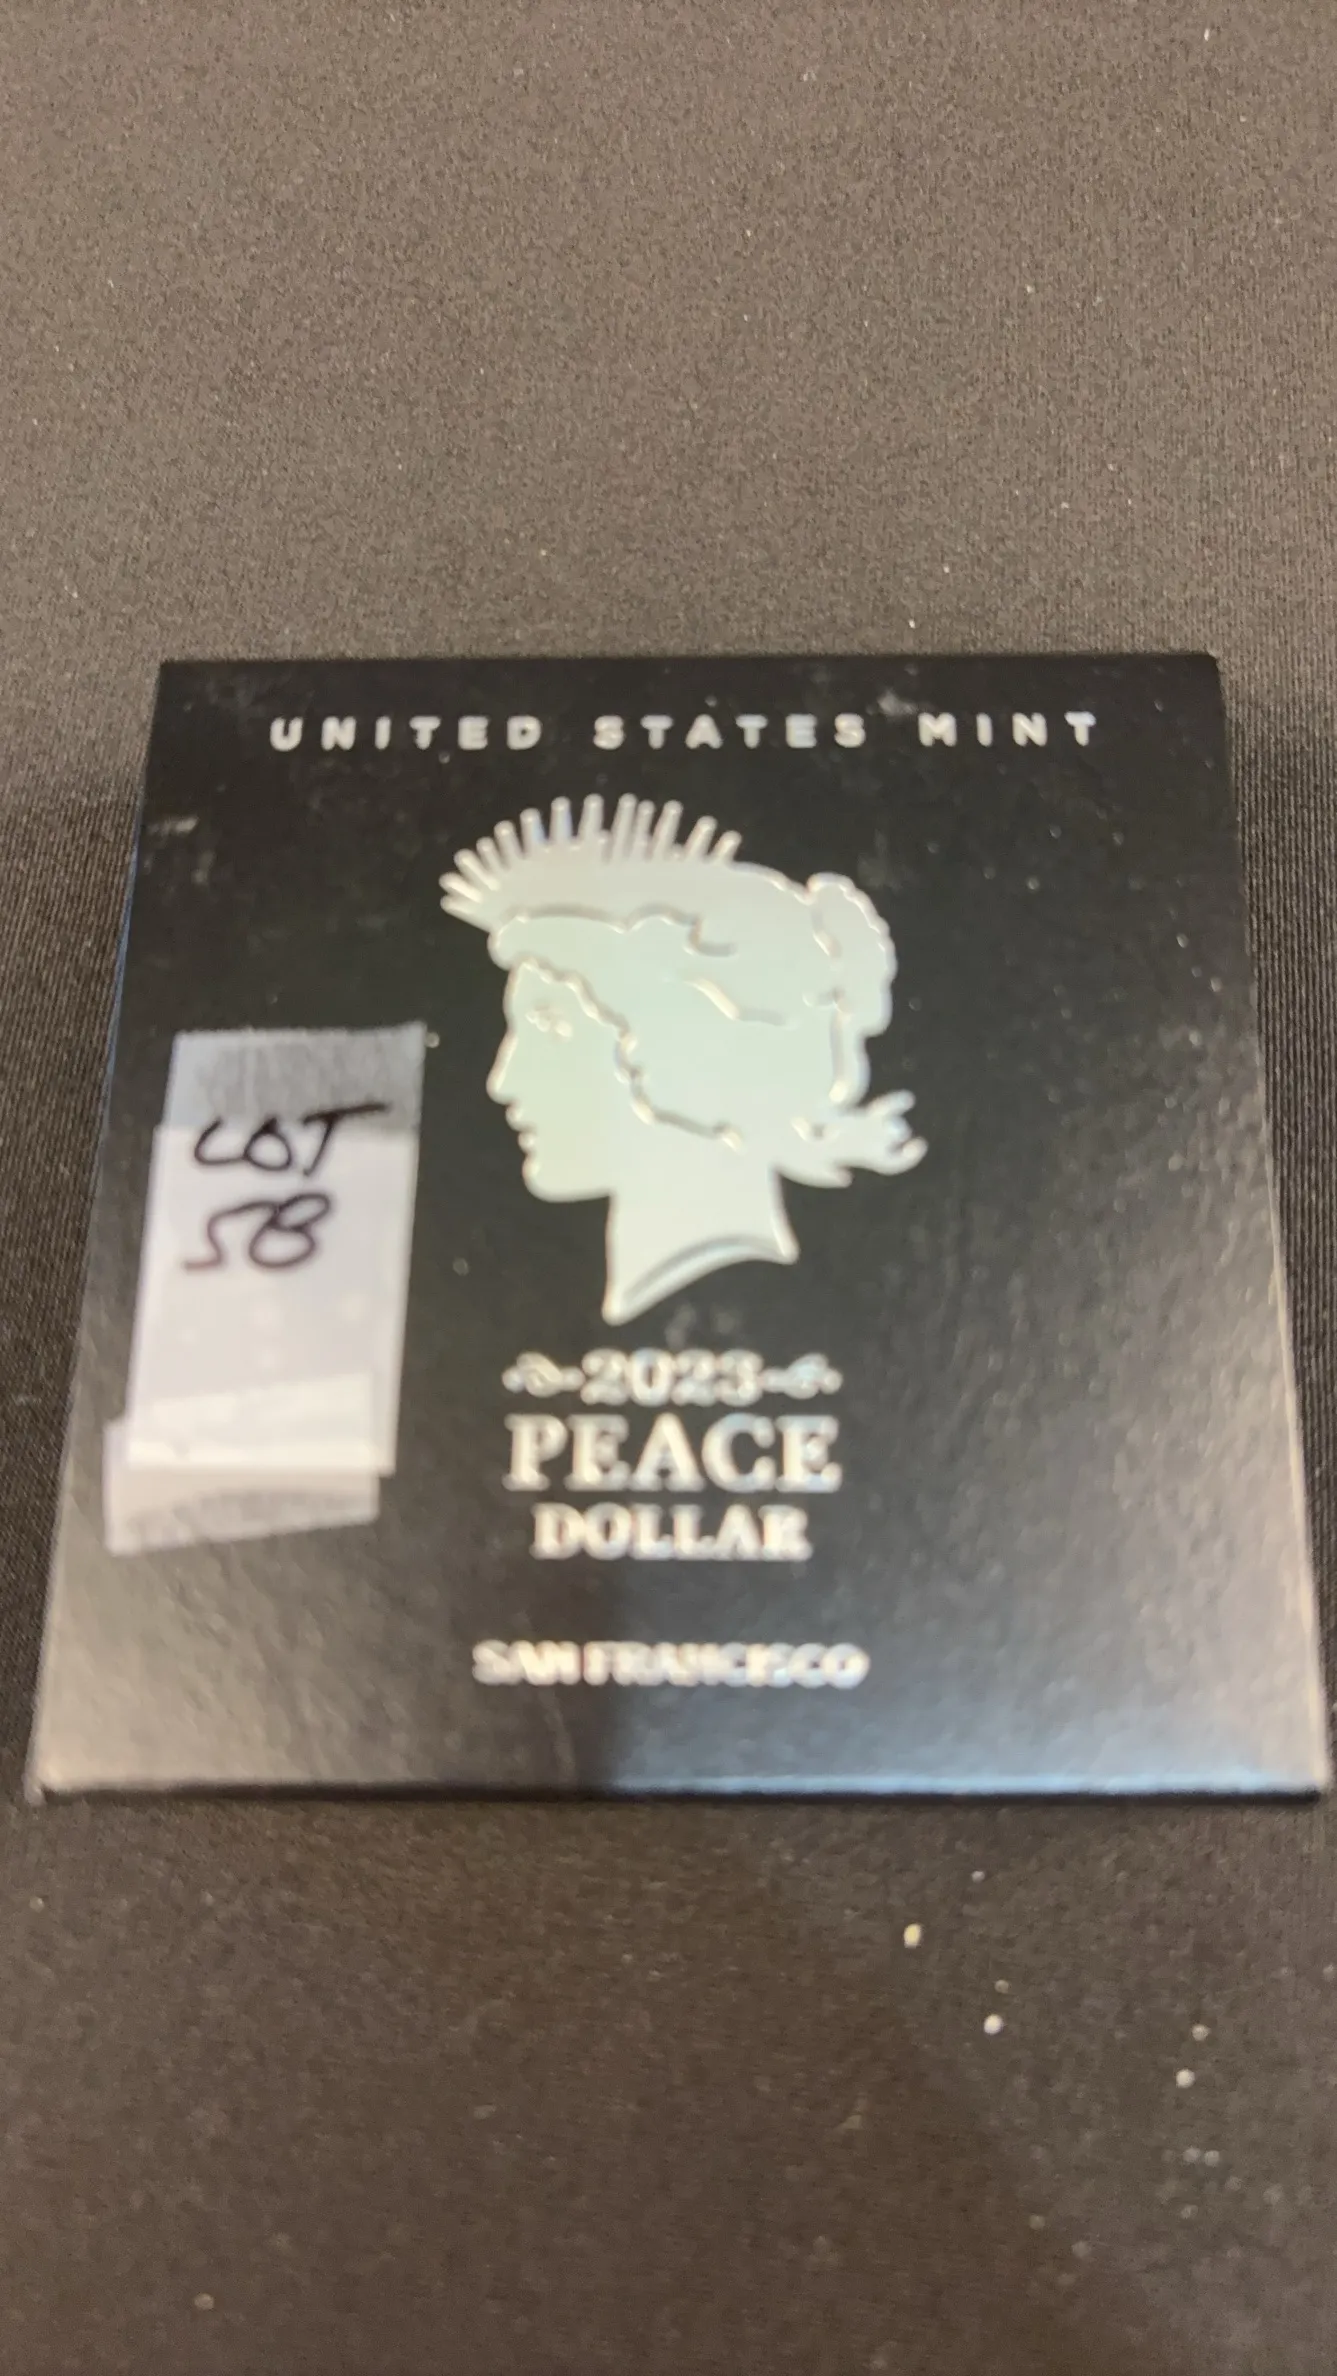 UNITED STATES MINT
LOT
58
2023
PEACE
DOLLAR
SAN FRANCISCO